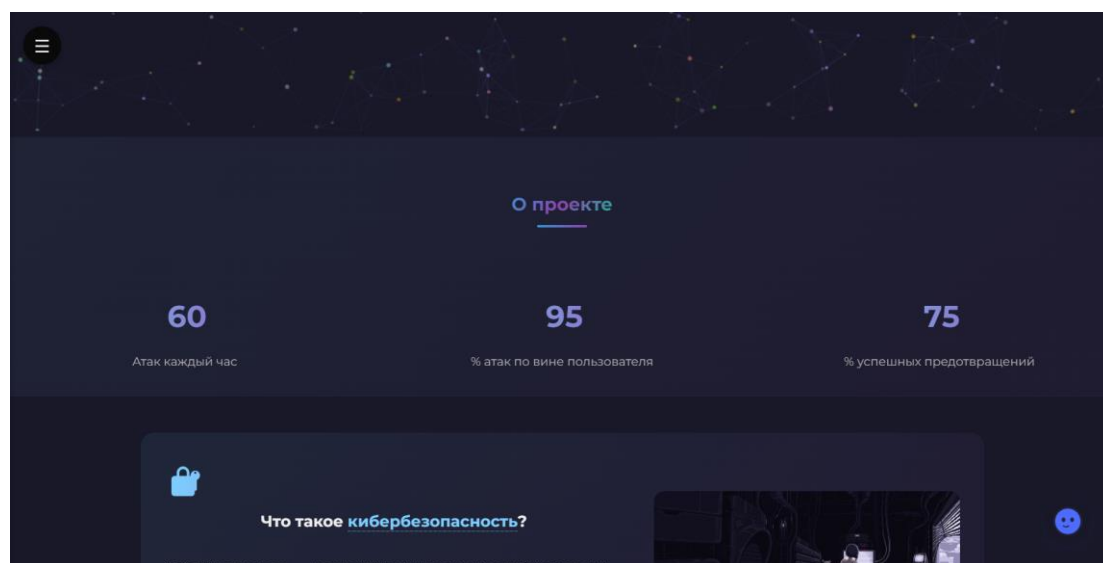 О проекте
60
95
75
Атак каждый час
% атак по вине пользователя
% успешных предотвращений
Что такое кибербезопасность?